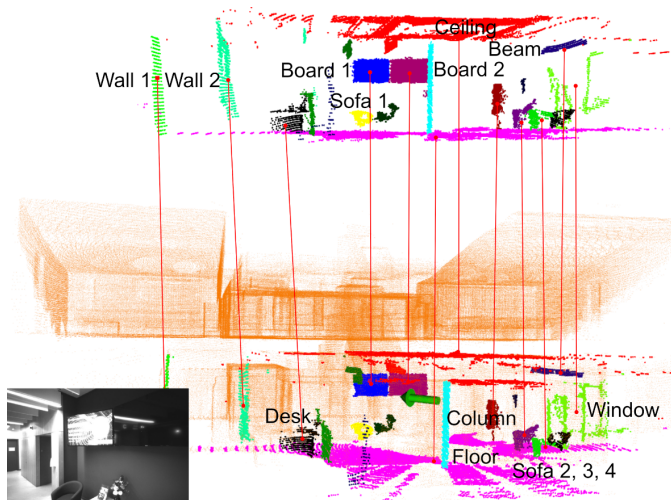 Ceiling
Beam
Wall 1 Wall 2
Board 1
Board 2
Sofa 1
Desk
Column
Window
Floor
Sofa 2, 3, 4